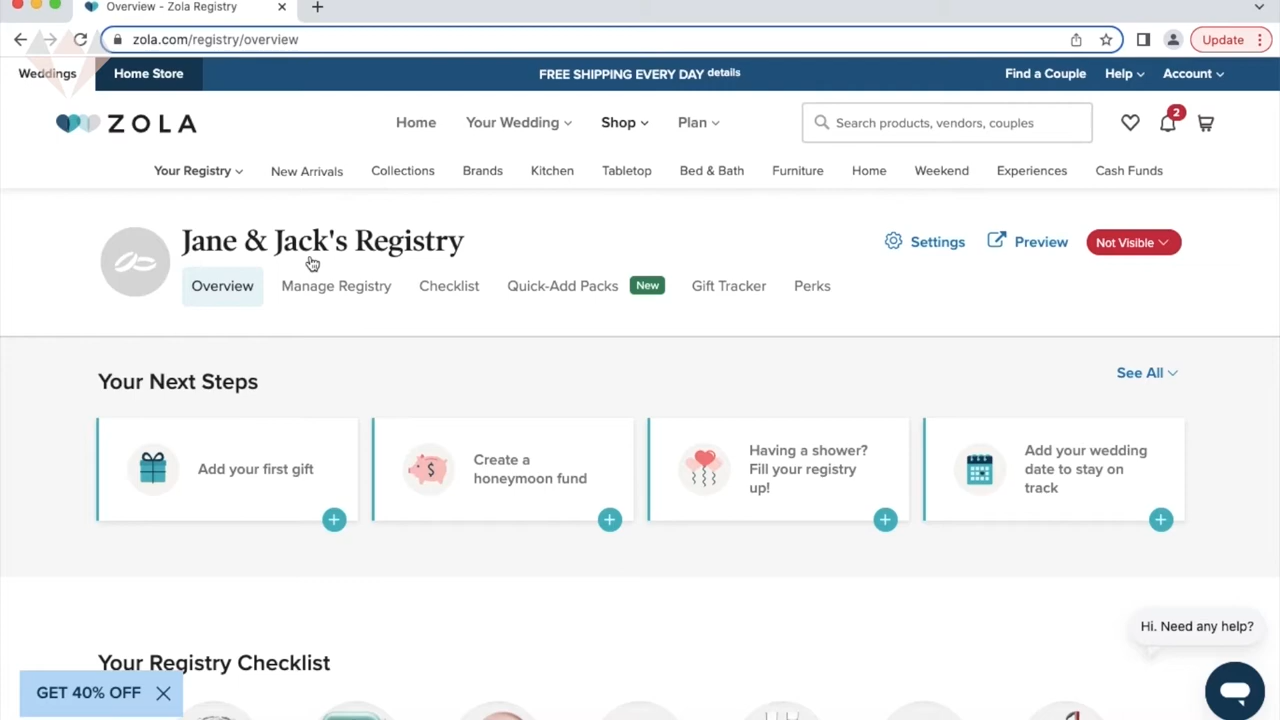 Overview - Zola Registry
zola.com/registry/overview
Update
Weddings
Home Store
FREE SHIPPING EVERY DAY details
Find a Couple
Help
Account
ZOLA
Home
Your Wedding
Shop
Plan
Search products, vendors, couples
2
Your Registry
New Arrivals
Collections
Brands
Kitchen
Tabletop
Bed & Bath
Furniture
Home
Weekend
Experiences
Cash Funds
Jane & Jack's Registry
Settings
Preview
Not Visible
Overview
Manage Registry
Checklist
Quick-Add Packs
New
Gift Tracker
Perks
Your Next Steps
See All
Add your first gift
$
Create a
honeymoon fund
Having a shower?
Fill your registry
up!
Add your wedding
date to stay on
track
Hi. Need any help?
Your Registry Checklist
GET 40% OFF